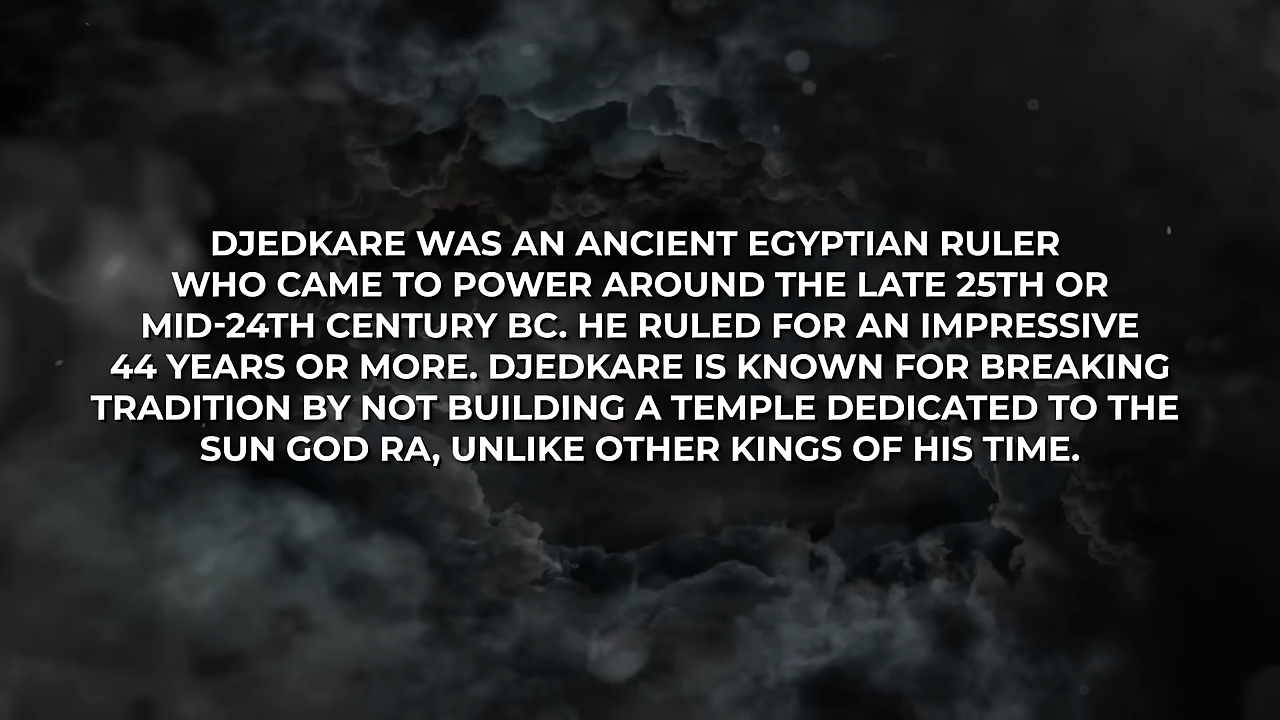 DJEDKARE WAS AN ANCIENT EGYPTIAN RULER
WHO CAME TO POWER AROUND THE LATE 25TH OR
MID-24TH CENTURY BC. HE RULED FOR AN IMPRESSIVE
44 YEARS OR MORE. DJEDKARE IS KNOWN FOR BREAKING
TRADITION BY NOT BUILDING A TEMPLE DEDICATED TO THE
SUN GOD RA, UNLIKE OTHER KINGS OF HIS TIME.